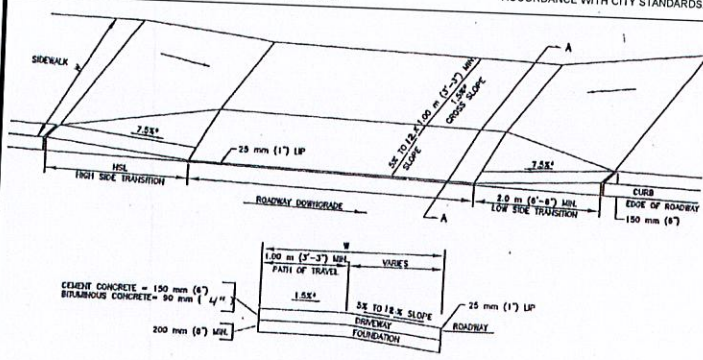 ACCORDANCE WITH CITY STANDARDS
SIDEWALK
A
5% TO 12 % SLOPE
1.00 m (3'-3") MIN.
1.5%*
CROSS SLOPE
7.5%*
25 mm (1") LIP
7.5%*
HSL
HIGH SIDE TRANSITION
ROADWAY DOWNGRADE
A
2.0 m (6'-6") MIN.
LOW SIDE TRANSITION
CURB
EDGE OF ROADWAY
150 mm (6")
W
1.00 m (3'-3") MIN.
PATH OF TRAVEL
VARIES
CEMENT CONCRETE = 150 mm (6")
BITUMINOUS CONCRETE= 90 mm ( 4")
1.5%*
5% TO 12 % SLOPE
25 mm (1") LIP
DRIVEWAY
ROADWAY
200 mm (8") MIN.
FOUNDATION